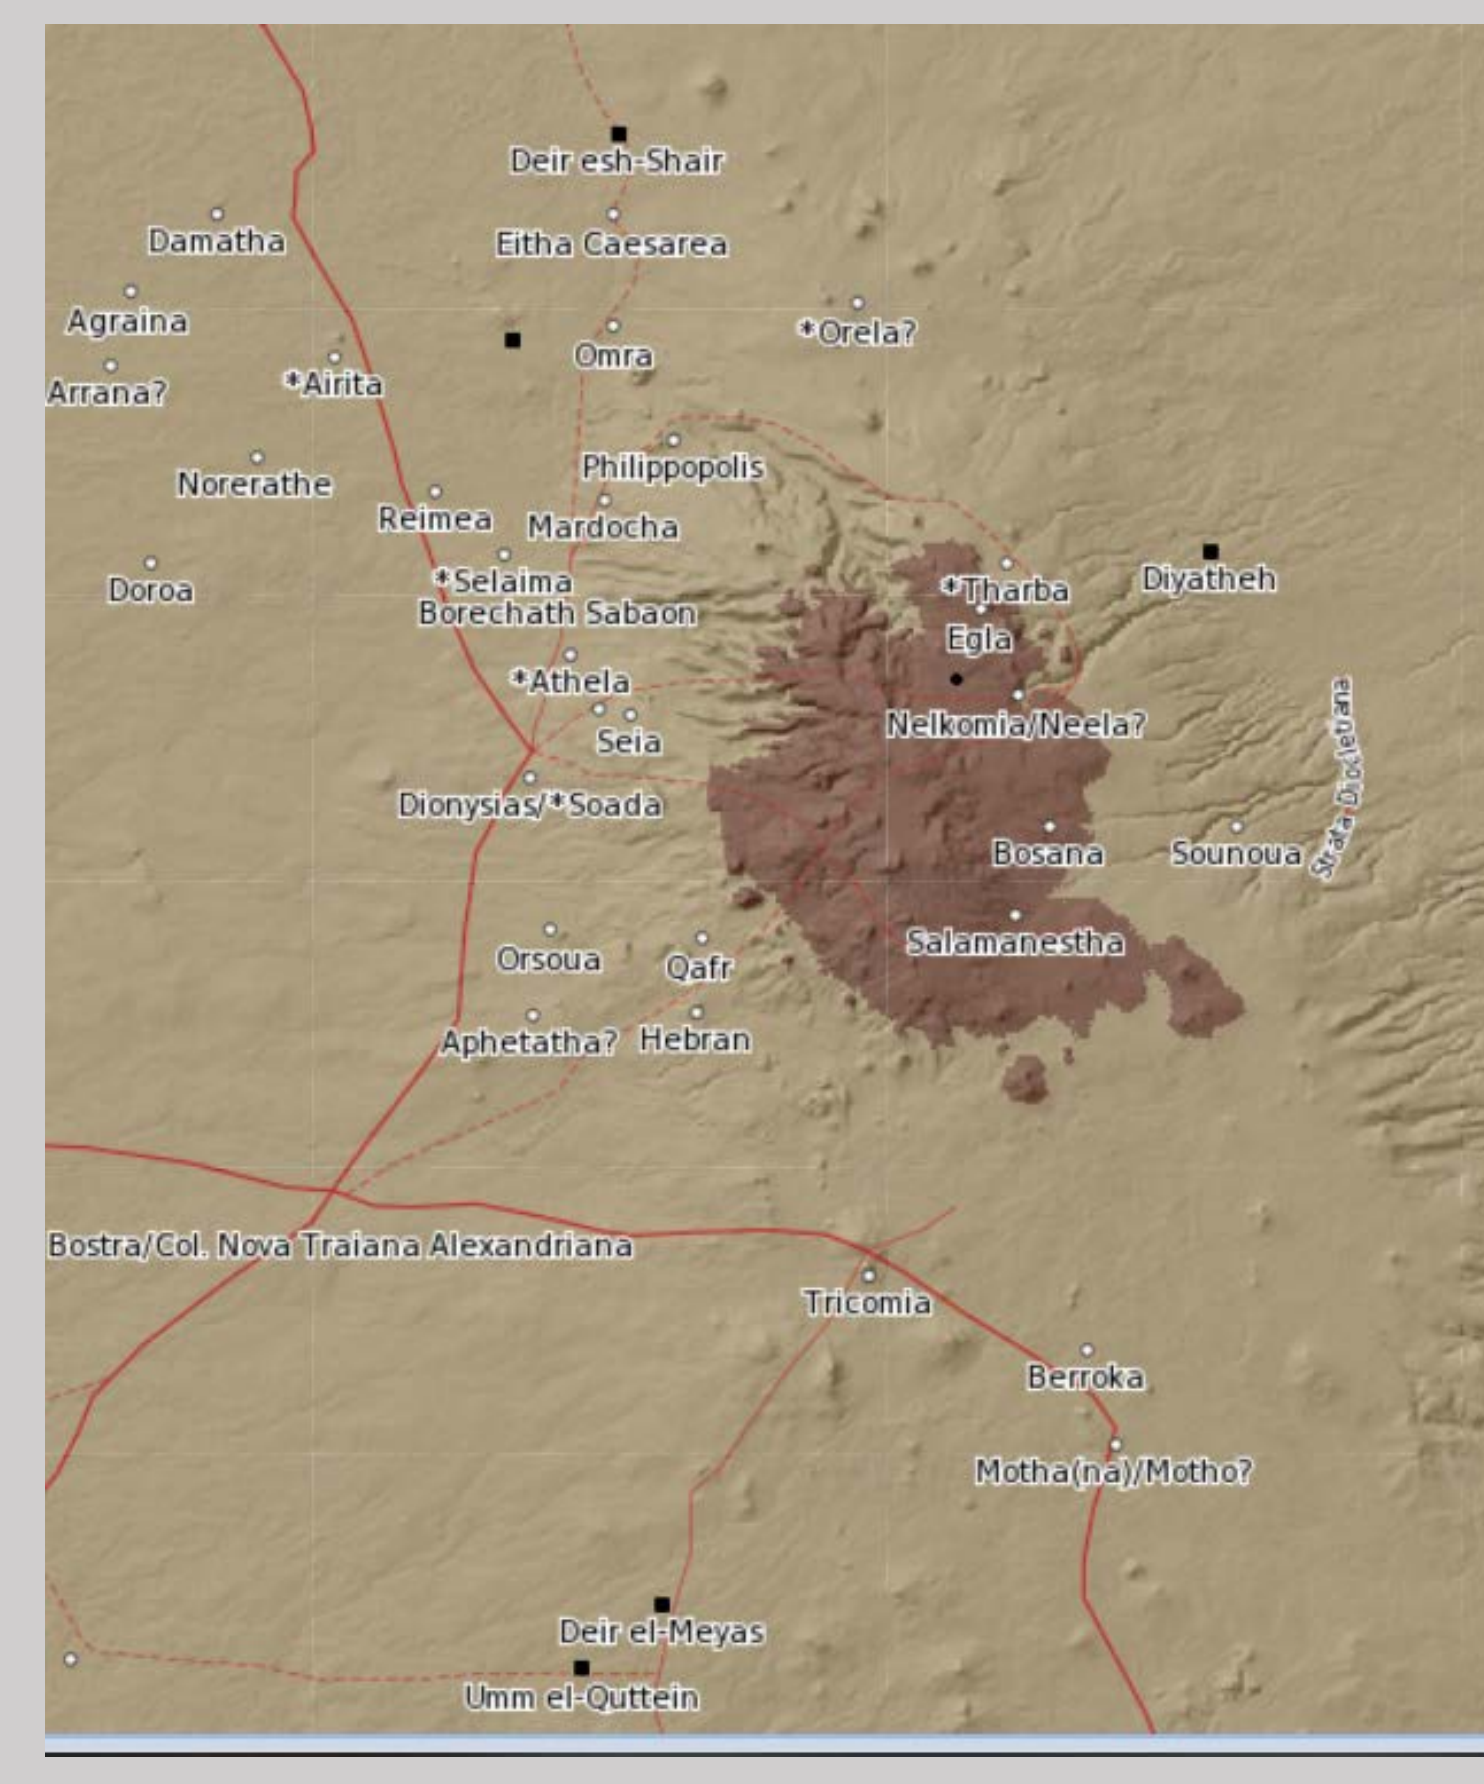 Deir esh-Shair
Damatha
Eitha Caesarea
Agraina
*Orela?
Omra
Arrana?
*Airita
Philippopolis
Norerathe
Reimea
Mardocha
*Selaima
Doroa
*Tharba
Diyatheh
Borechath Sabaon
Egla
*Athela
Nelkomia/Neela?
Seia
Strata Diocletiana
Dionysias/*Soada
Bosana
Sounoua
Salamanestha
Orsoua
Qafr
Aphetatha?
Hebran
Bostra/Col. Nova Traiana Alexandriana
Tricomia
Berroka
Motha(na)/Motho?
Deir el-Meyas
Umm el-Quttein